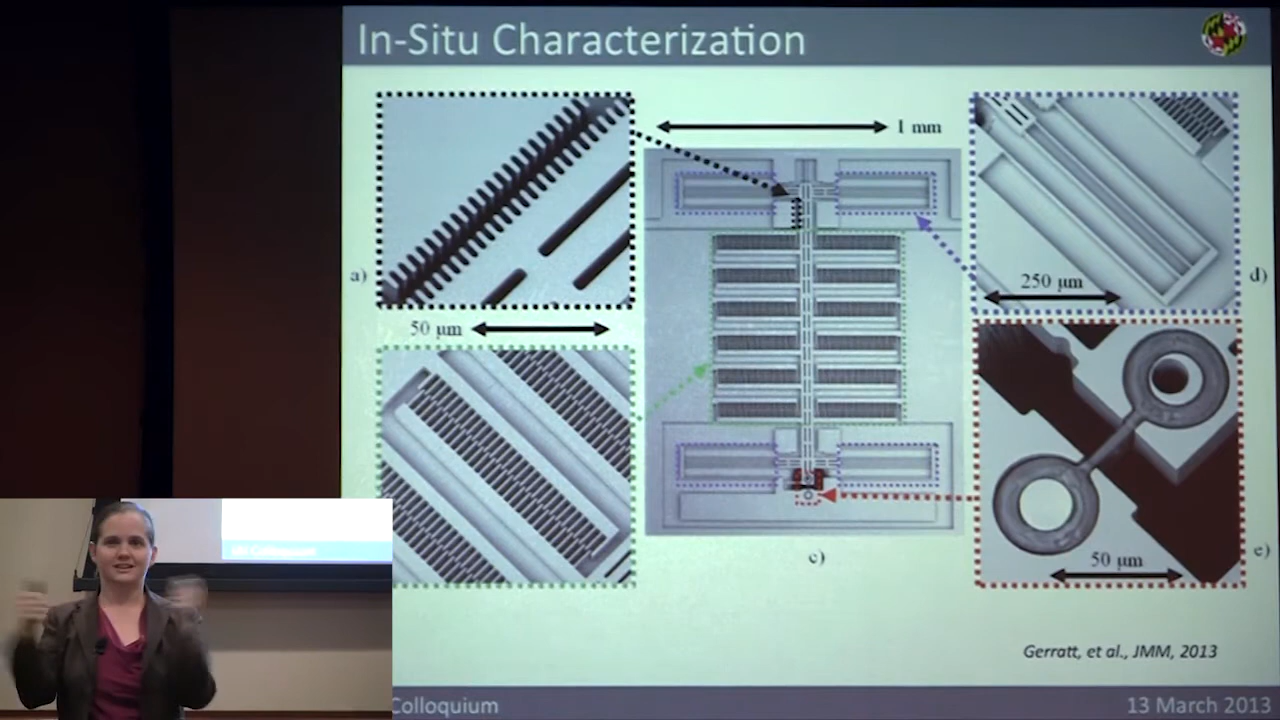 In-Situ Characterization
1 mm
a)
50 µm
250 µm
d)
50 µm
e)
c)
Gerratt, et al., JMM, 2013
Colloquium
13 March 2013
Colloquium